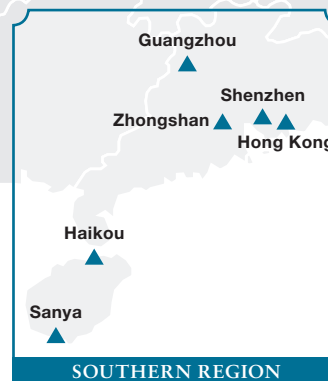 Guangzhou
Shenzhen
Zhongshan
Hong Kong
Haikou
Sanya
SOUTHERN REGION